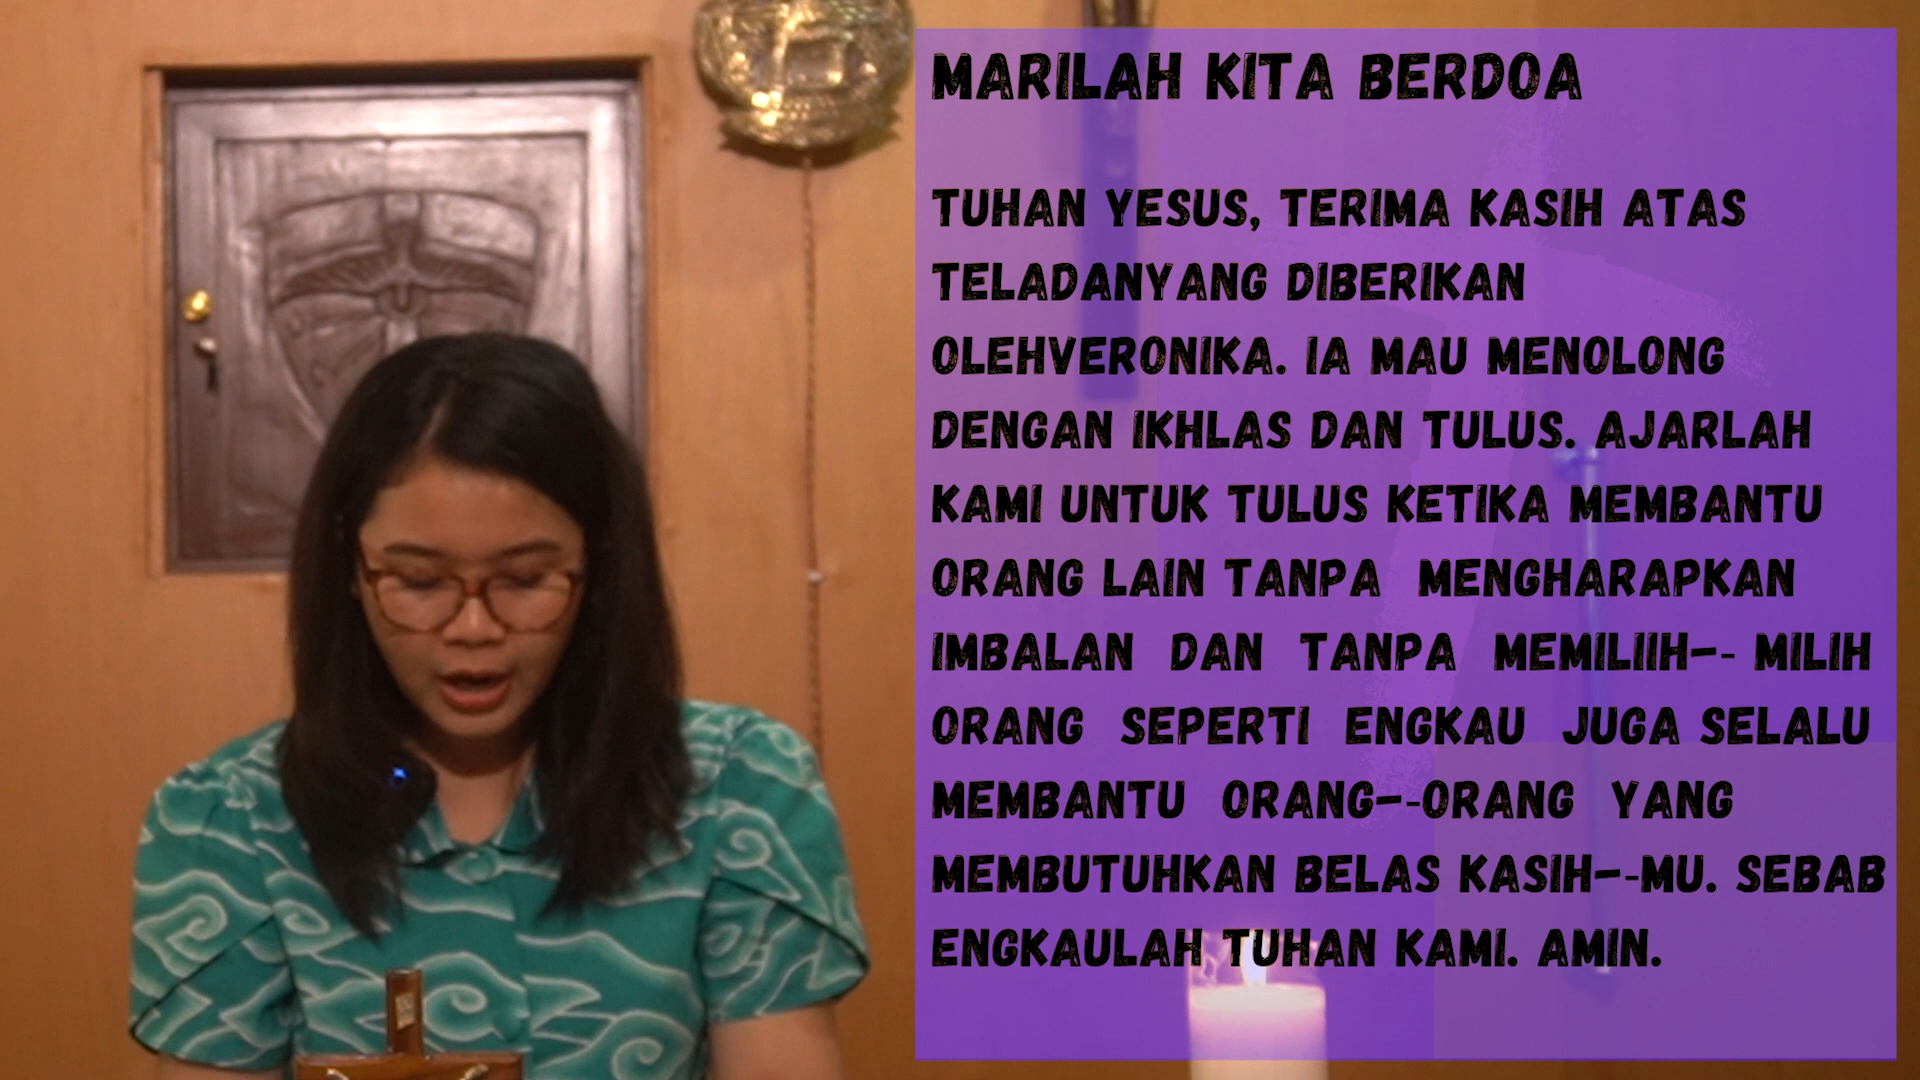 MARILAH KITA BERDOA
TUHAN YESUS, TERIMA KASIH ATAS
TELADANYANG DIBERIKAN
OLEHVERONIKA. IA MAU MENOLONG
DENGAN IKHLAS DAN TULUS. AJARLAH
KAMI UNTUK TULUS KETIKA MEMBANTU
ORANG LAIN TANPA MENGHARAPKAN
IMBALAN DAN TANPA MEMILIIH-- MILIH
ORANG SEPERTI ENGKAU JUGA SELALU
MEMBANTU ORANG--ORANG YANG
MEMBUTUHKAN BELAS KASIH--MU. SEBAB
ENGKAULAH TUHAN KAMI. AMIN.